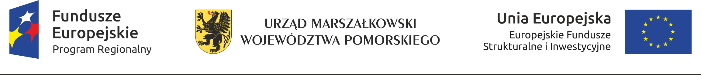 Fundusze
Europejskie
Program Regionalny
URZĄD MARSZAŁKOWSKI
WOJEWÓDZTWA POMORSKIEGO
Unia Europejska
Europejskie Fundusze
Strukturalne i Inwestycyjne